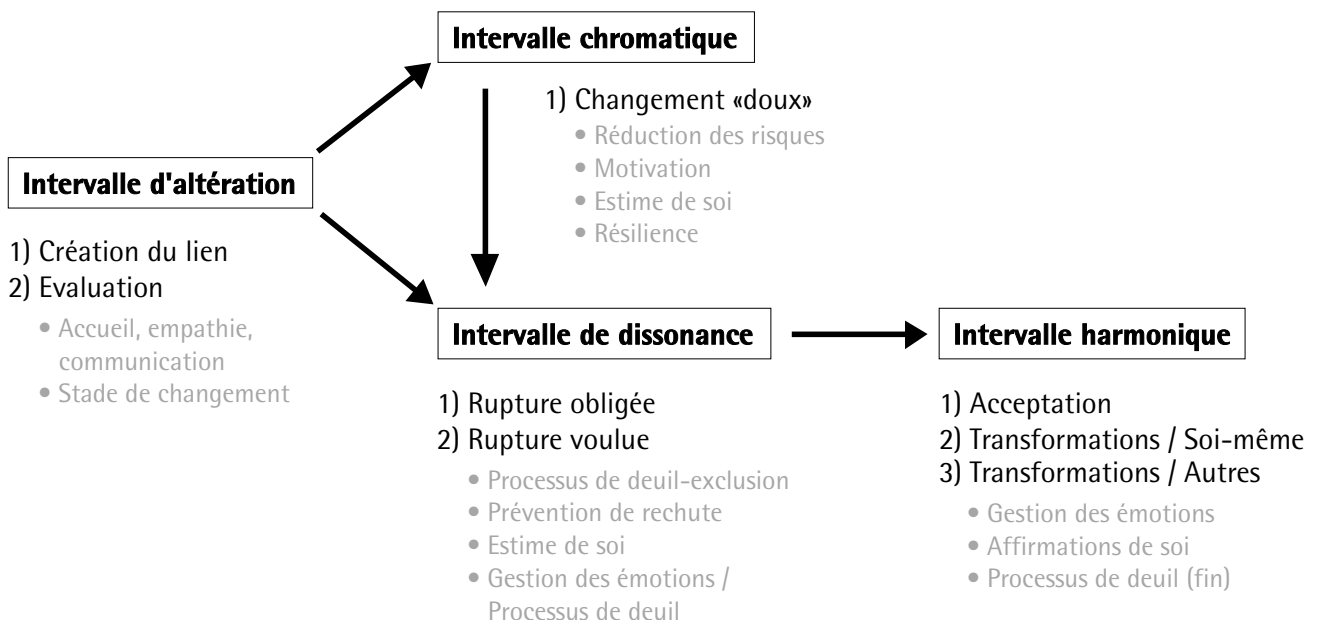 Intervalle chromatique
1) Changement «doux»
• Réduction des risques
• Motivation
• Estime de soi
• Résilience
Intervalle d'altération
1) Création du lien
2) Evaluation
• Accueil, empathie,
communication
• Stade de changement
Intervalle de dissonance
1) Rupture obligée
2) Rupture voulue
• Processus de deuil-exclusion
• Prévention de rechute
• Estime de soi
• Gestion des émotions /
Processus de deuil
Intervalle harmonique
1) Acceptation
2) Transformations / Soi-même
3) Transformations / Autres
• Gestion des émotions
• Affirmations de soi
• Processus de deuil (fin)